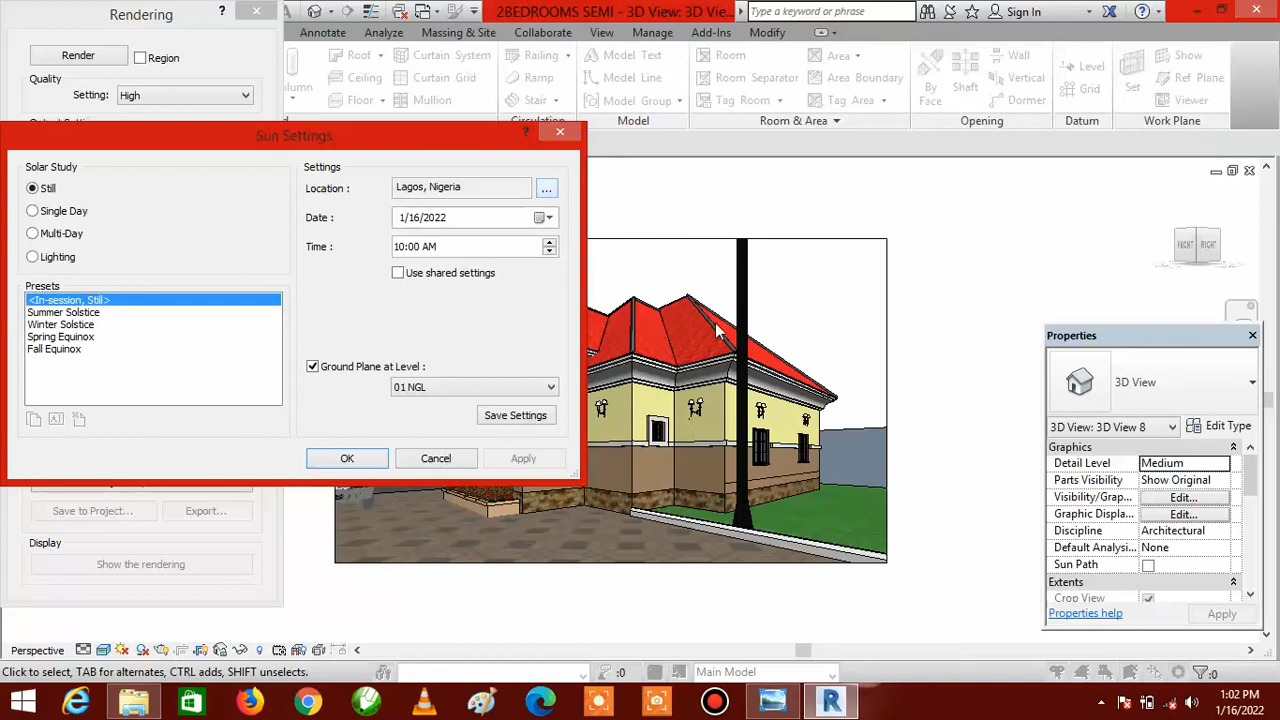 Rendering ?
2BEDROOMS SEMI - 3D View: 3D Vie...
Type a keyword or phrase
Sign In
?
Annotate Analyze Massing & Site Collaborate View Manage Add-Ins Modify
Render
Region
Quality
Setting: High
Roof
Ceiling
Floor
Curtain System
Curtain Grid
Mullion
Railing
Ramp
Stair
Model Text
Model Line
Model Group
Room
Room Separator
Tag Room
Area
Area Boundary
Tag Area
By
Face
Shaft
Wall
Vertical
Dormer
Level
Grid
Set
Show
Ref Plane
Viewer
Model
Room & Area
Opening
Datum
Work Plane
Sun Settings ?
Solar Study
Still
Single Day
Multi-Day
Lighting
Presets
<In-session, Still>
Summer Solstice
Winter Solstice
Spring Equinox
Fall Equinox
Settings
Location : Lagos, Nigeria ...
Date : 1/16/2022
Time : 10:00 AM
Use shared settings
Ground Plane at Level :
01 NGL
Save Settings
OK Cancel Apply
Save to Project... Export...
Display
Show the rendering
FRONT RIGHT
Properties
3D View
3D View: 3D View 8 Edit Type
Graphics
Detail Level Medium
Parts Visibility Show Original
Visibility/Grap... Edit...
Graphic Displa... Edit...
Discipline Architectural
Default Analysi... None
Sun Path
Extents
Crop View
Properties help Apply
Perspective
Click to select, TAB for alternates, CTRL adds, SHIFT unselects.
:0
Main Model
:0
1:02 PM
1/16/2022